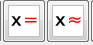 x= x≈